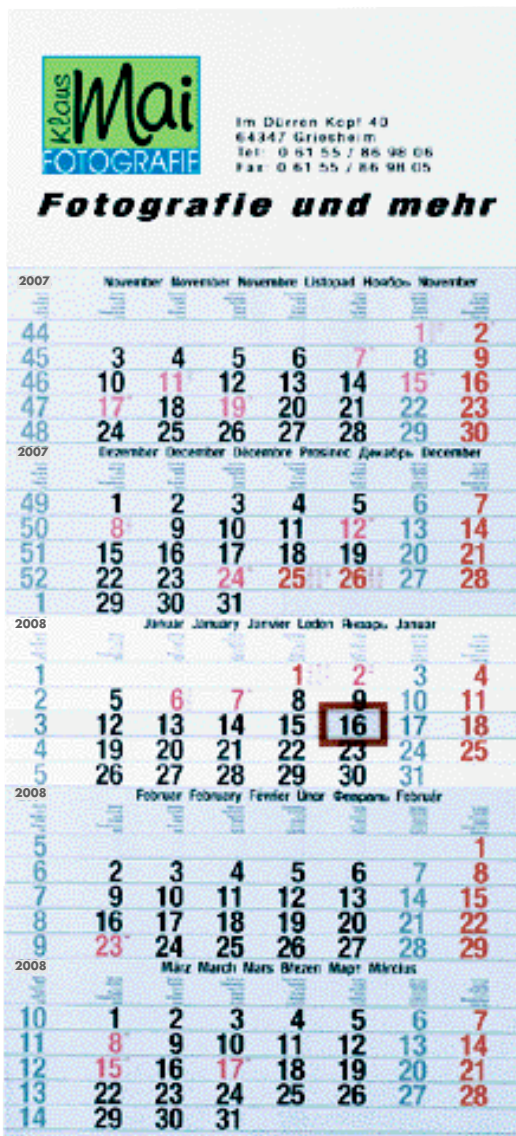 klaus Mai
FOTOGRAFIE
Im Dürren Kopf 40
64347 Griesheim
Tel: 0 61 55 / 86 98 06
Fax: 0 61 55 / 86 98 05
Fotografie und mehr
2007 November November Novembre Listopad Ноябрь November
44 1 2
45 3 4 5 6 7 8 9
46 10 11 12 13 14 15 16
47 17 18 19 20 21 22 23
48 24 25 26 27 28 29 30
2007 Dezember December Décembre Prosinec Декабрь December
49 1 2 3 4 5 6 7
50 8 9 10 11 12 13 14
51 15 16 17 18 19 20 21
52 22 23 24 25 26 27 28
1 29 30 31
2008 Januar January Janvier Leden Январь Januar
1 1 2 3 4
2 5 6 7 8 9 10 11
3 12 13 14 15 16 17 18
4 19 20 21 22 23 24 25
5 26 27 28 29 30 31
2008 Februar February Février Únor Февраль Február
5 1
6 2 3 4 5 6 7 8
7 9 10 11 12 13 14 15
8 16 17 18 19 20 21 22
9 23 24 25 26 27 28 29
2008 März March Mars Březen Март Március
10 1 2 3 4 5 6 7
11 8 9 10 11 12 13 14
12 15 16 17 18 19 20 21
13 22 23 24 25 26 27 28
14 29 30 31